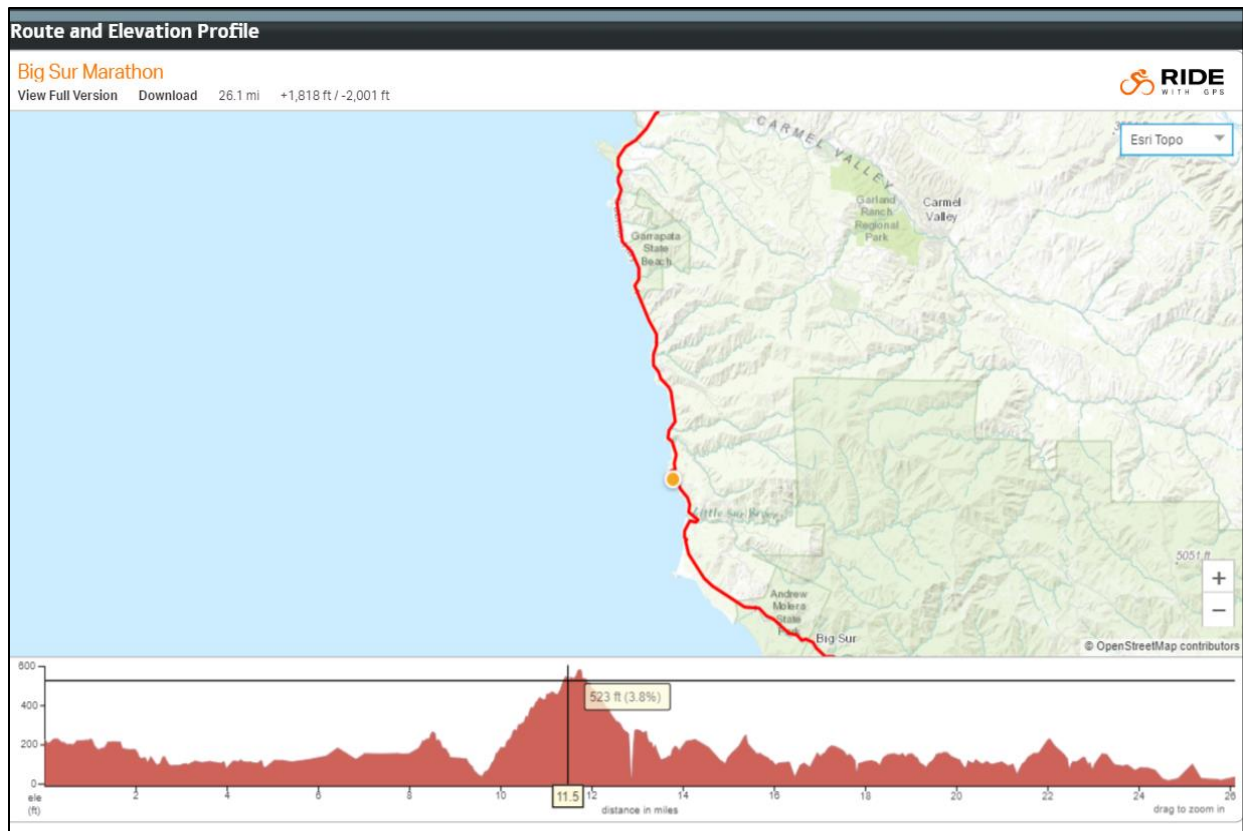 Route and Elevation Profile
Big Sur Marathon
View Full Version Download 26.1 mi +1,818 ft / -2,001 ft
RIDE
WITH GPS
Esri Topo
CARMEL VALLEY
Garland
Ranch
Regional
Park
Carmel
Valley
Garrapata
State
Beach
Little Sur River
5051 ft
Andrew
Molera
State
Park
Big Sur
+
−
© OpenStreetMap contributors
600
400
200
0
523 ft (3.8%)
ele
(ft)
2 4 6 8 10 11.5 12 14 16 18 20 22 24 26
distance in miles
drag to zoom in